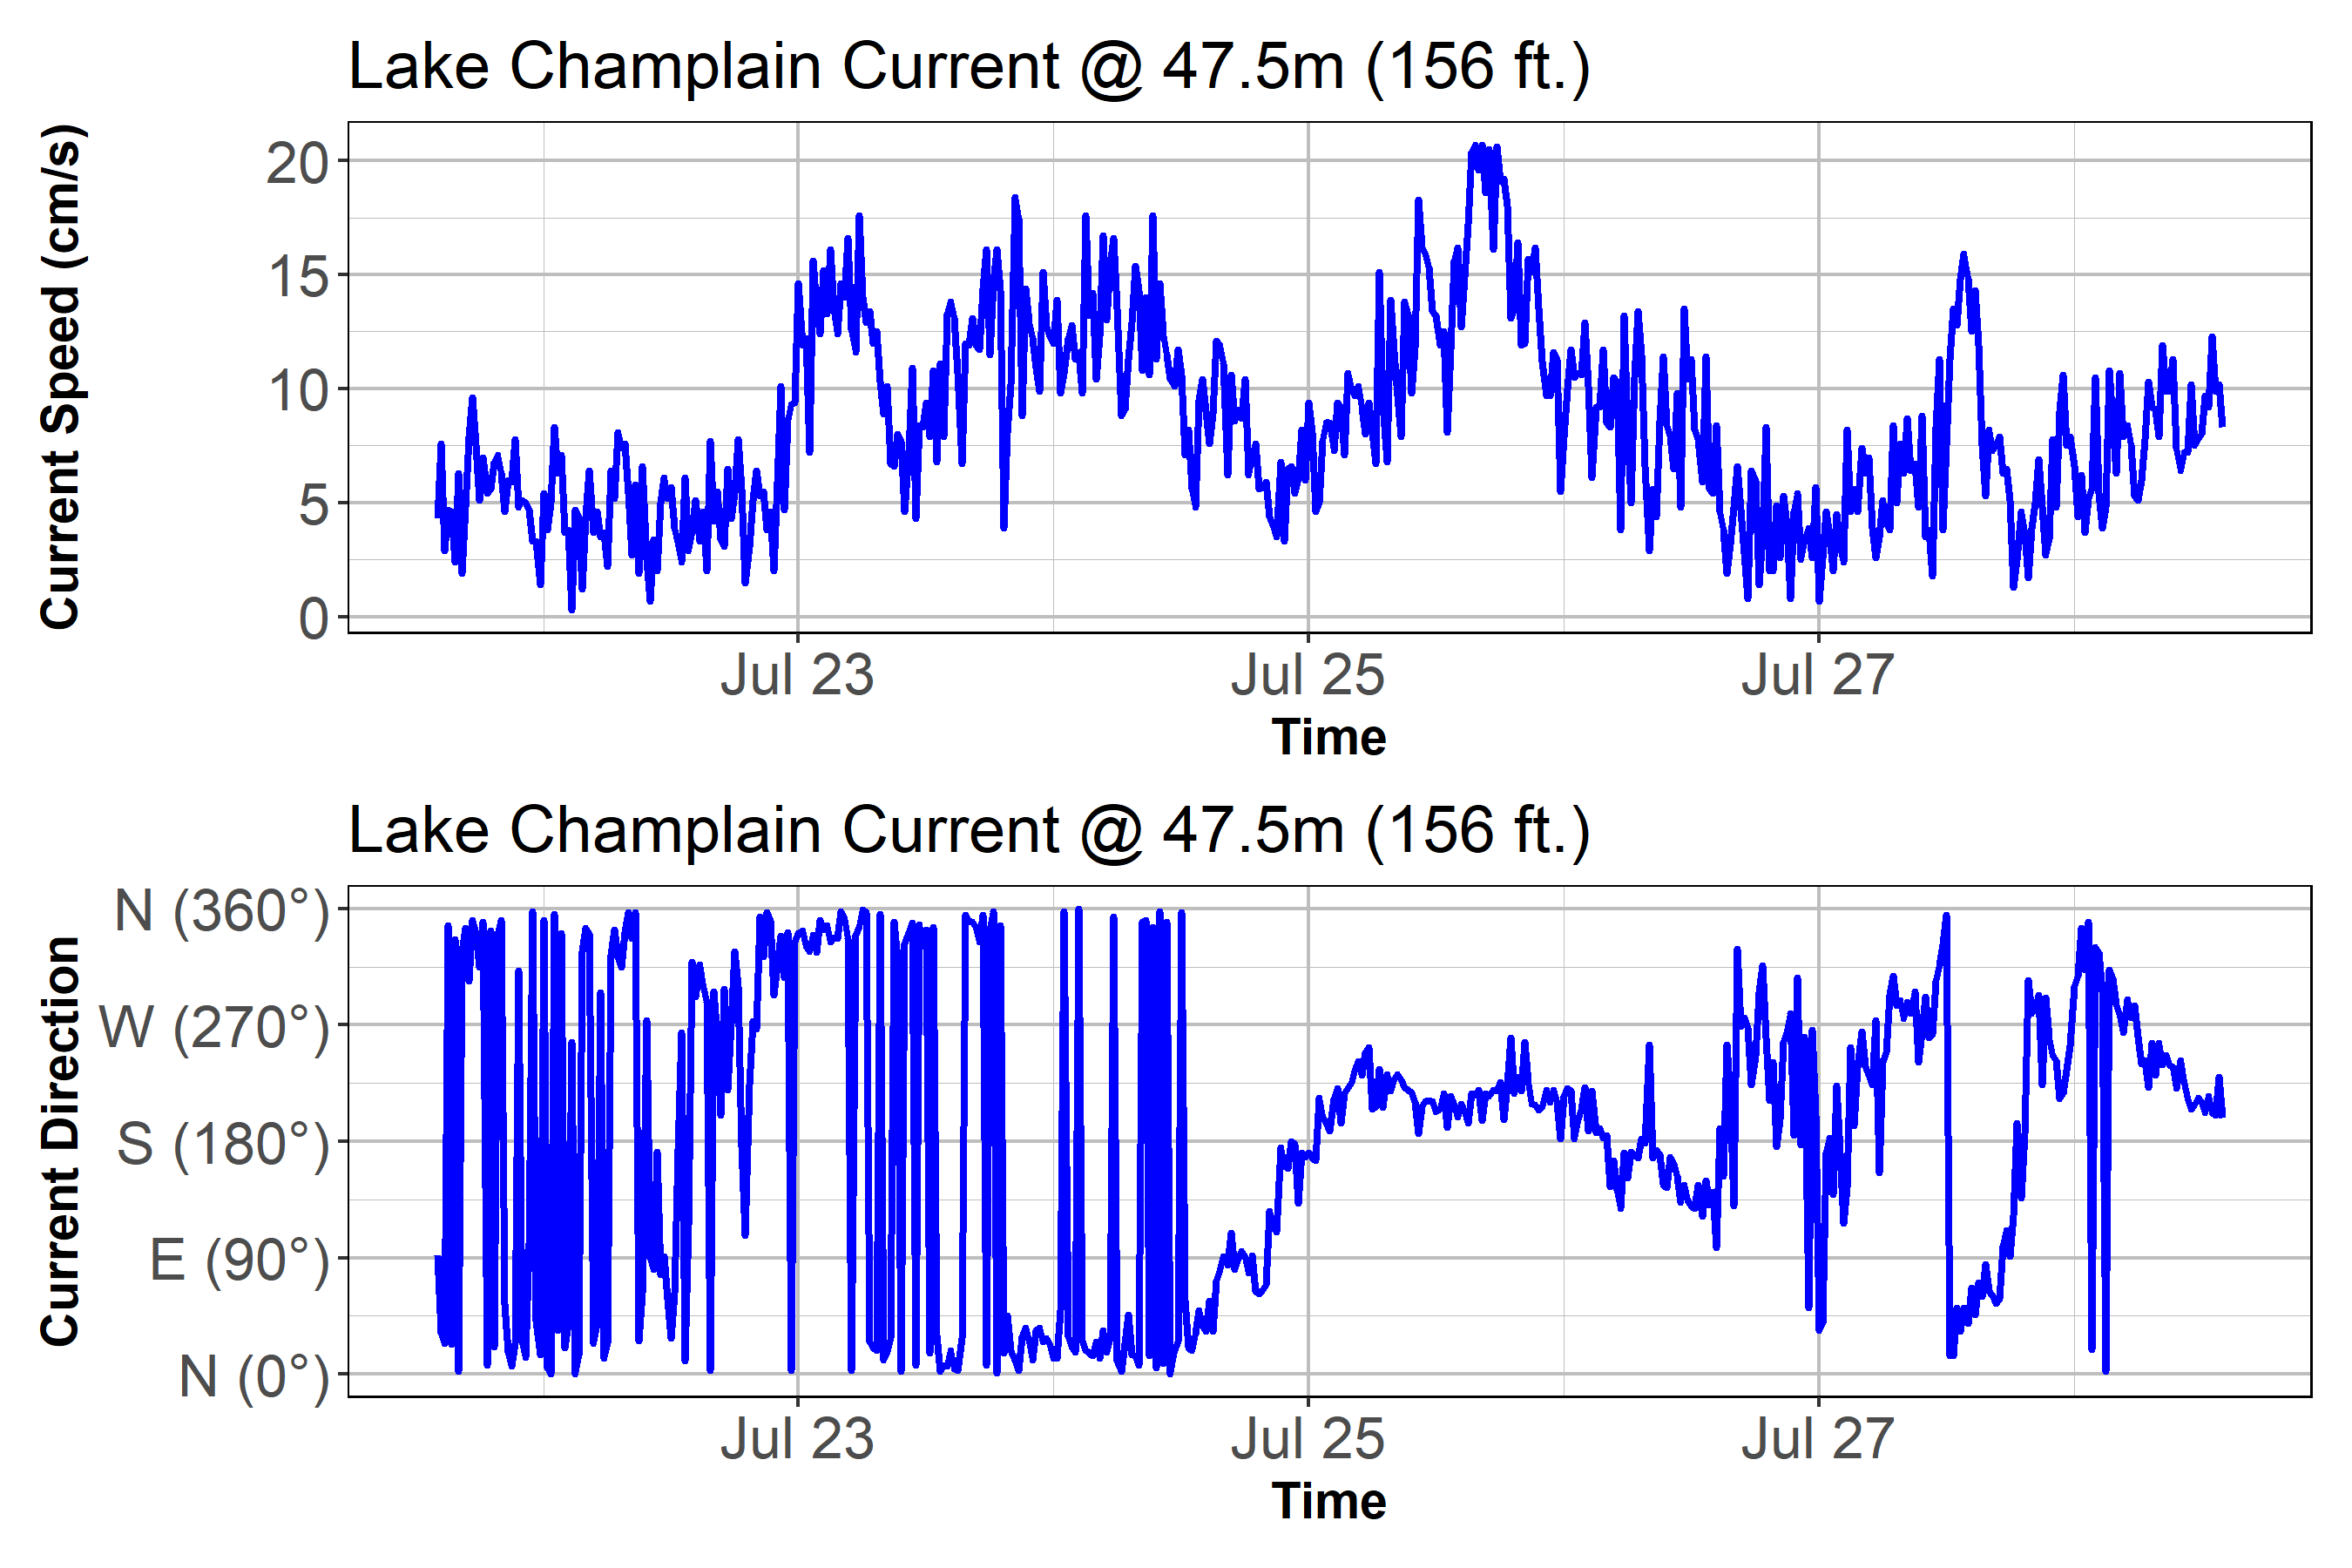 Lake Champlain Current @ 47.5m (156 ft.)
Current Speed (cm/s)
20
15
10
5
0
Jul 23
Jul 25
Jul 27
Time
Lake Champlain Current @ 47.5m (156 ft.)
Current Direction
N (360°)
W (270°)
S (180°)
E (90°)
N (0°)
Jul 23
Jul 25
Jul 27
Time